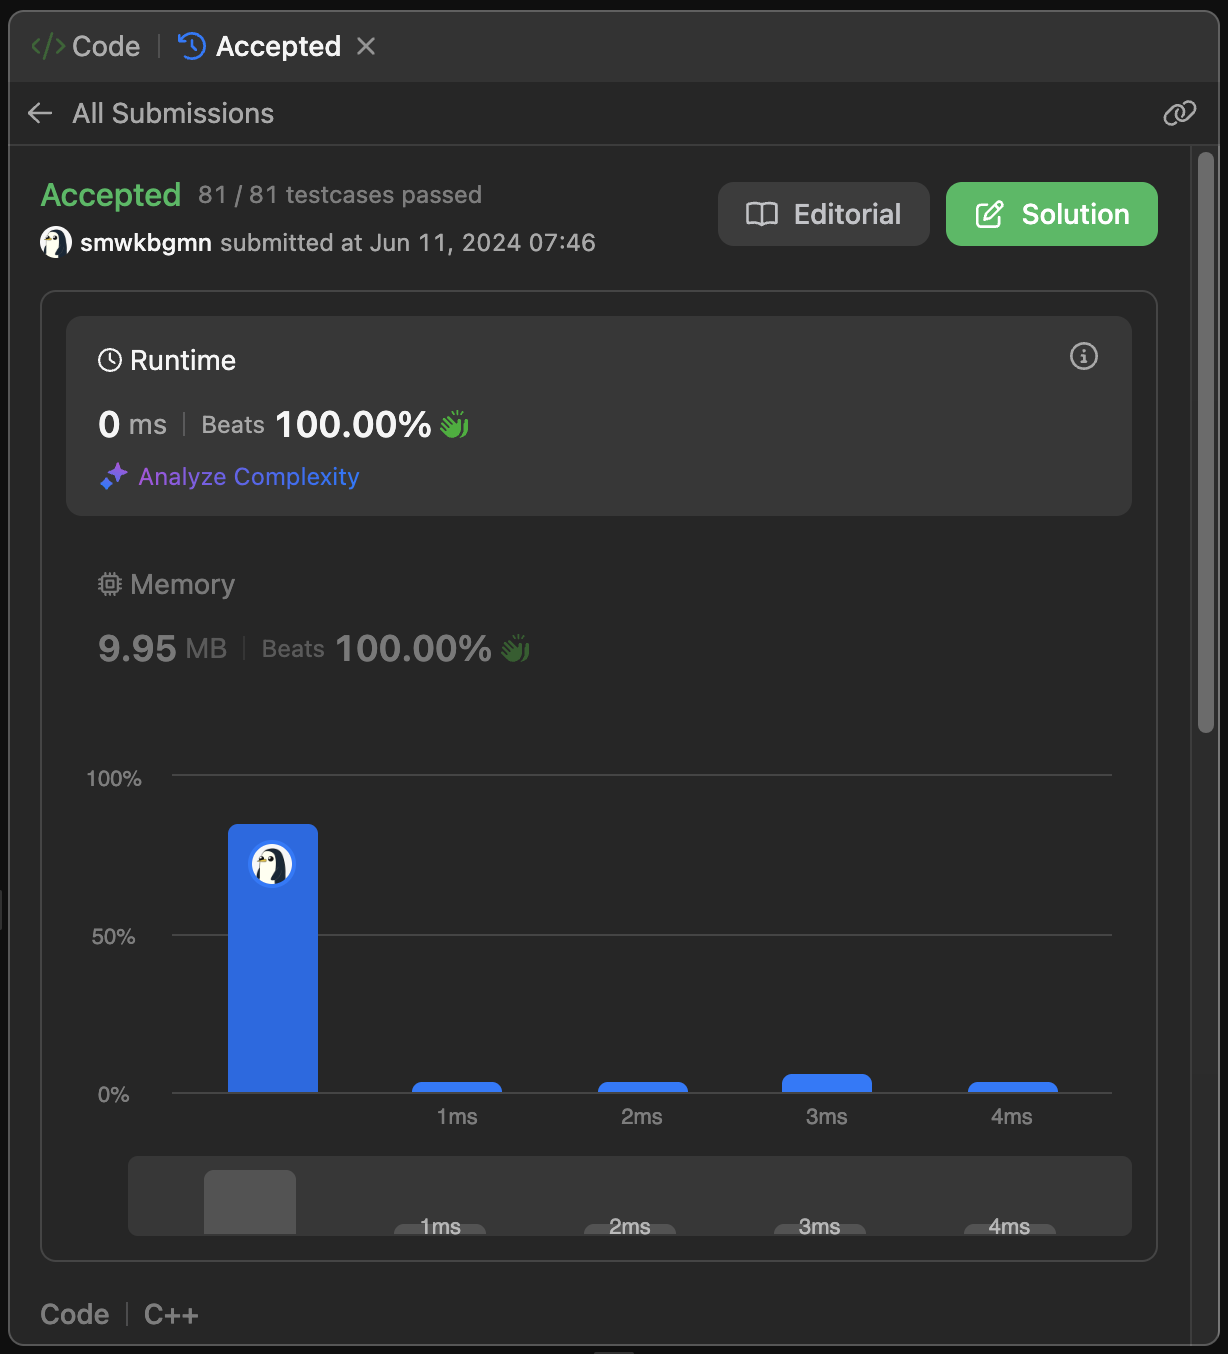 </> Code | Accepted ×
All Submissions
Accepted 81 / 81 testcases passed
smwkbgmn submitted at Jun 11, 2024 07:46
Editorial
Solution
Runtime
0 ms | Beats 100.00%
Analyze Complexity
Memory
9.95 MB | Beats 100.00%
100%
50%
0%
1ms 2ms 3ms 4ms
1ms 2ms 3ms 4ms
Code | C++